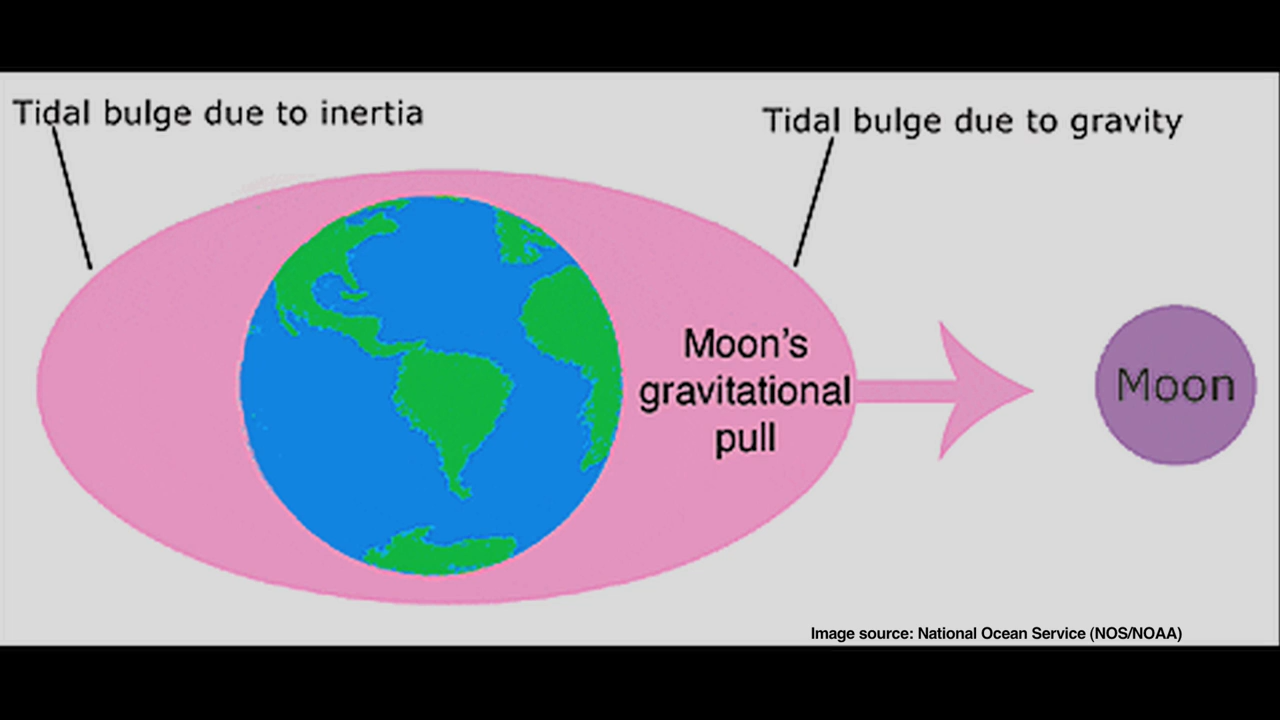 Tidal bulge due to inertia
Tidal bulge due to gravity
Moon's
gravitational
pull
Moon
Image source: National Ocean Service (NOS/NOAA)